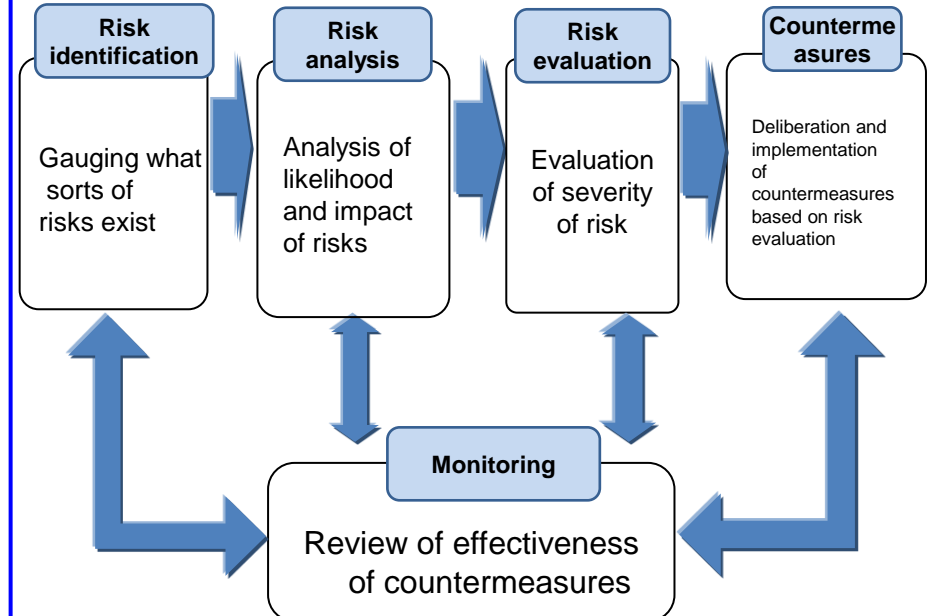 Risk
identification
Gauging what
sorts of
risks exist
Risk
analysis
Analysis of
likelihood
and impact
of risks
Risk
evaluation
Evaluation
of severity
of risk
Counterme
asures
Deliberation and
implementation
of
countermeasures
based on risk
evaluation
Monitoring
Review of effectiveness
of countermeasures